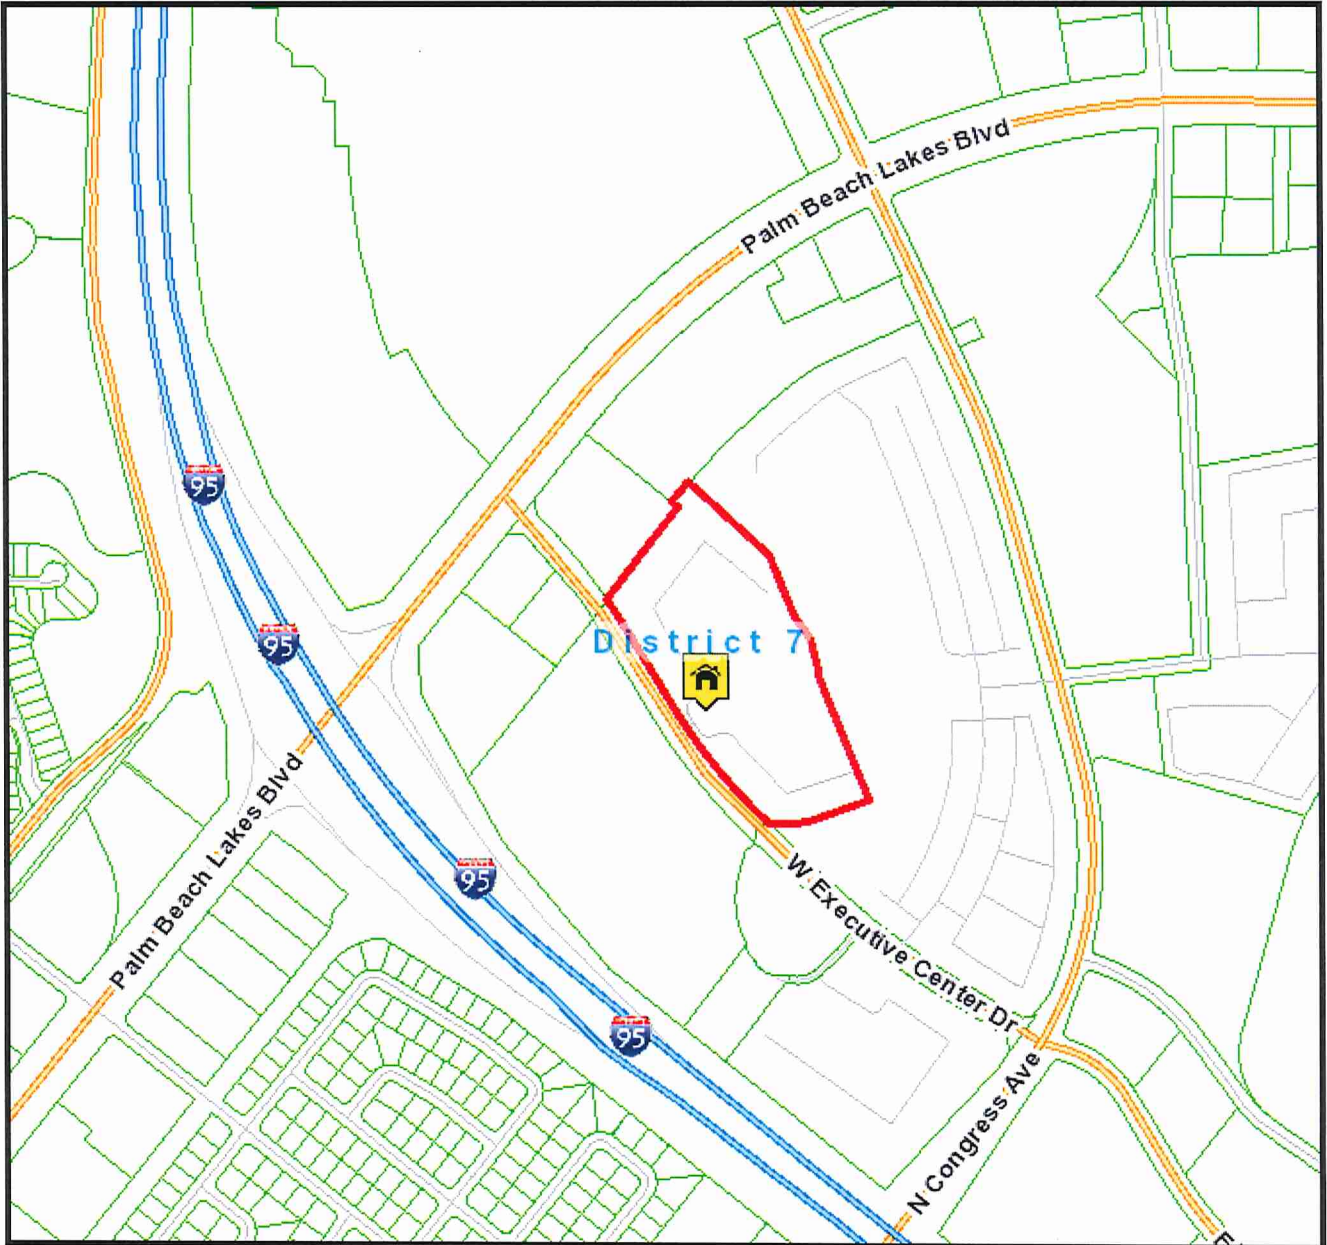 Palm Beach Lakes Blvd
95
District 7
95
Palm Beach Lakes Blvd
95
W Executive Center Dr
95
N Congress Ave